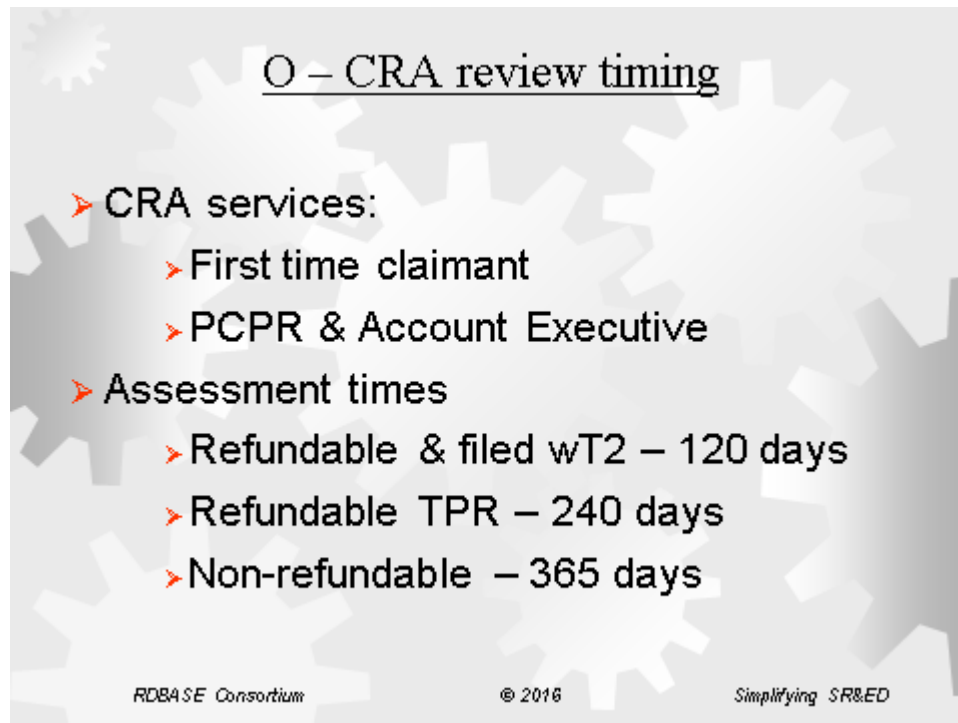 O – CRA review timing
➢ CRA services:
➢ First time claimant
➢ PCPR & Account Executive
➢ Assessment times
➢ Refundable & filed wT2 – 120 days
➢ Refundable TPR – 240 days
➢ Non-refundable – 365 days
RDBASE Consortium © 2016 Simplifying SR&ED